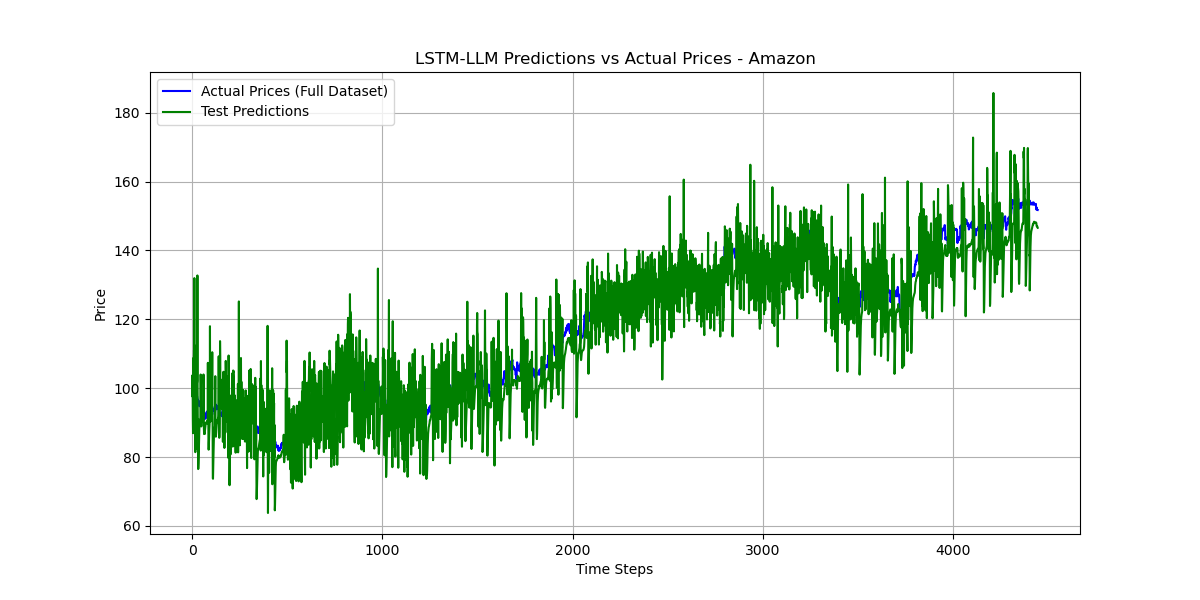 LSTM-LLM Predictions vs Actual Prices - Amazon
Actual Prices (Full Dataset)
Test Predictions
Price
180
160
140
120
100
80
60
0 1000 2000 3000 4000
Time Steps